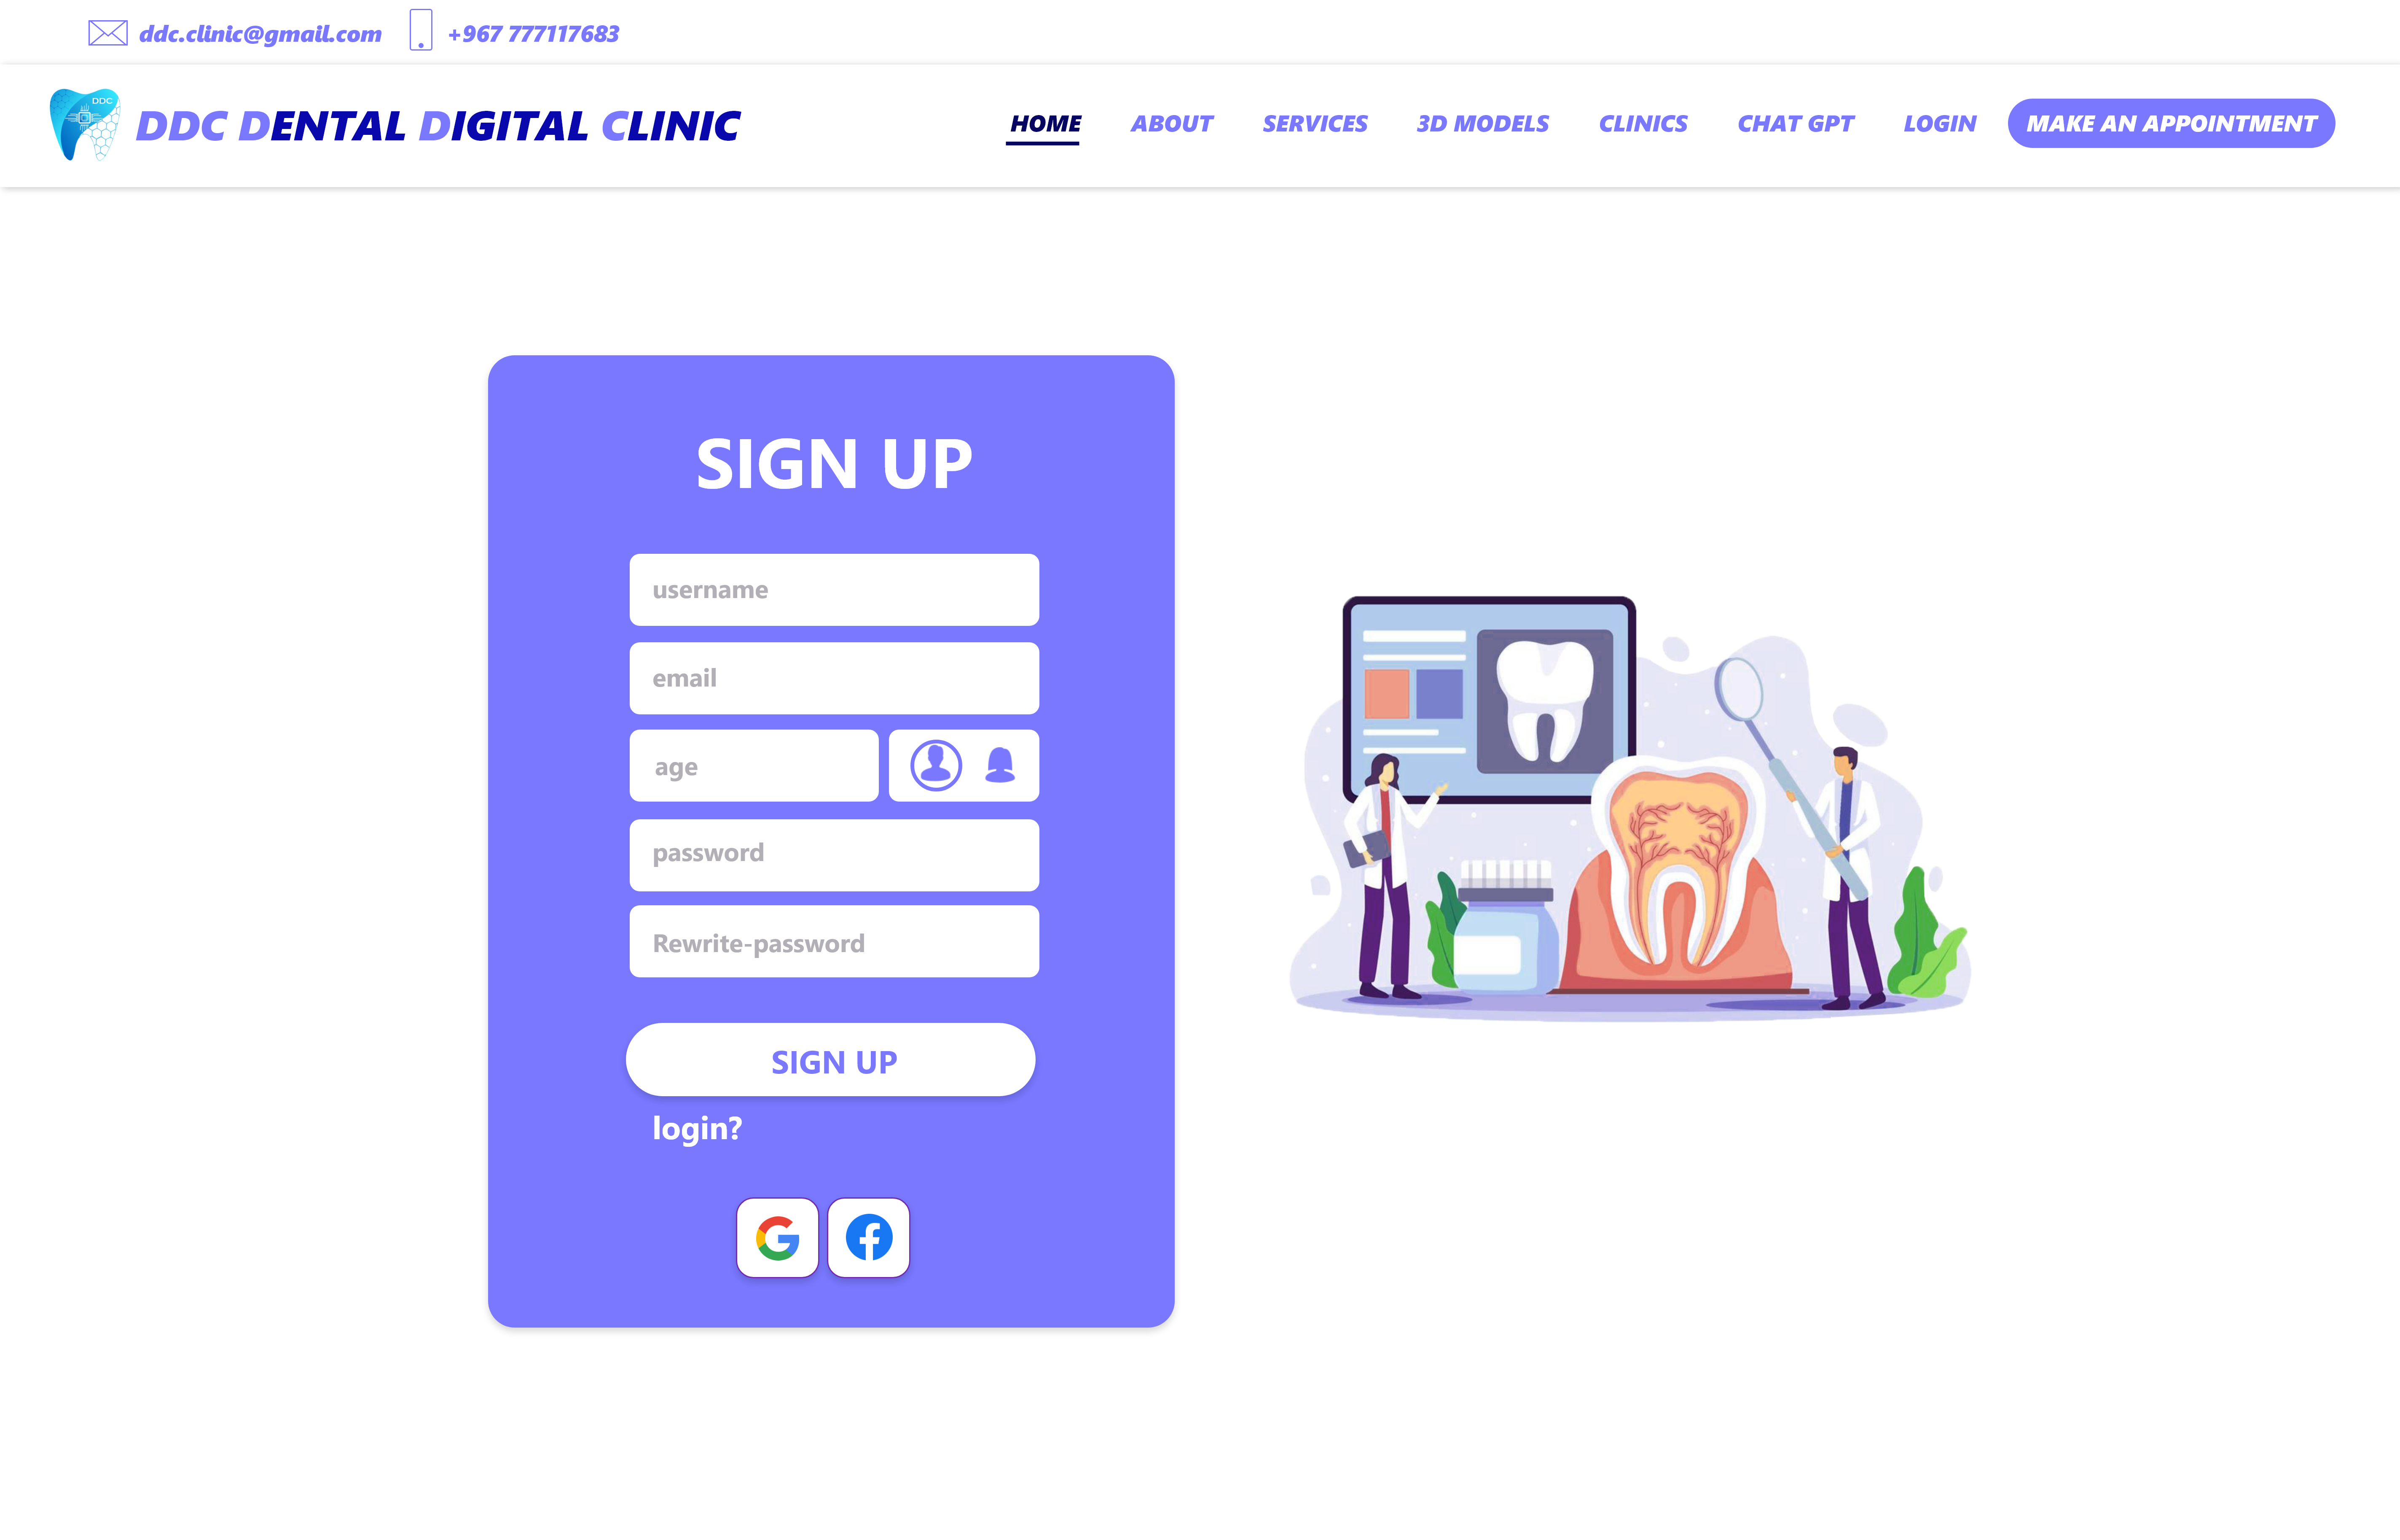 ddc.clinic@gmail.com +967 777117683
DDC
DDC DENTAL DIGITAL CLINIC
HOME ABOUT SERVICES 3D MODELS CLINICS CHAT GPT LOGIN MAKE AN APPOINTMENT
SIGN UP
username
email
age
password
Rewrite-password
SIGN UP
login?